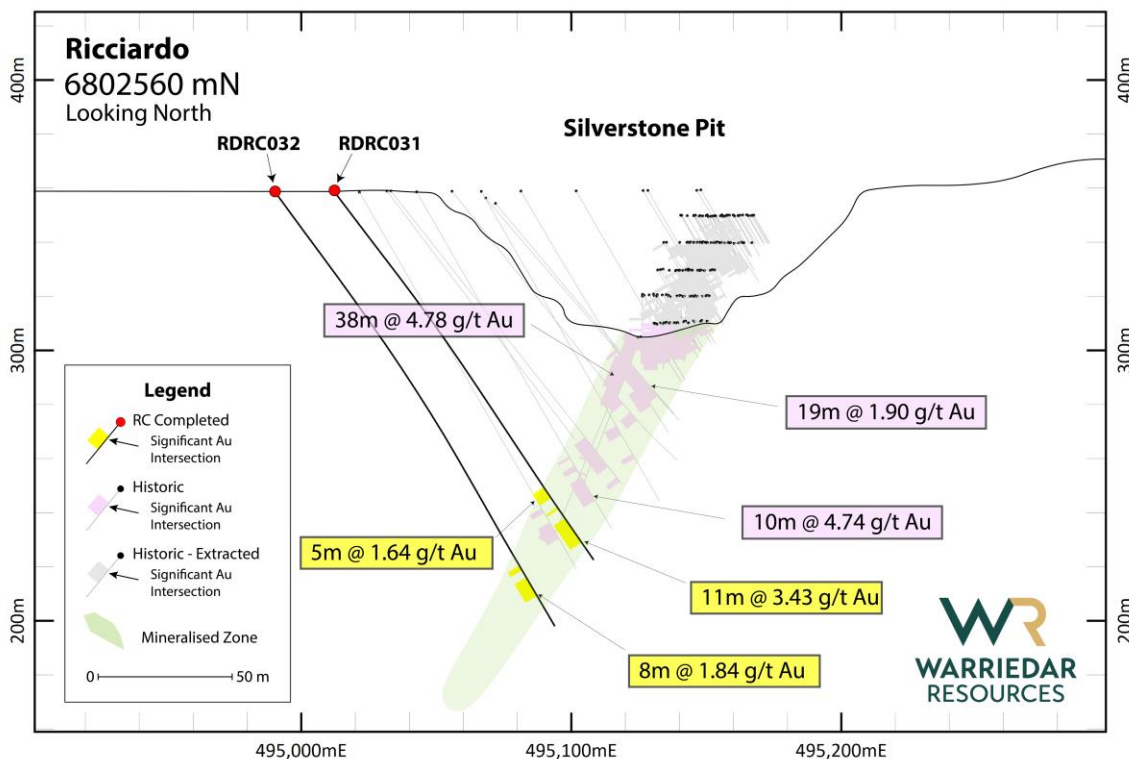 Ricciardo
6802560 mN
Looking North
400m
400m
RDRC032
RDRC031
Silverstone Pit
38m @ 4.78 g/t Au
300m
300m
19m @ 1.90 g/t Au
10m @ 4.74 g/t Au
5m @ 1.64 g/t Au
11m @ 3.43 g/t Au
8m @ 1.84 g/t Au
200m
200m
Legend
RC Completed
Significant Au
Intersection
Historic
Significant Au
Intersection
Historic - Extracted
Significant Au
Intersection
Mineralised Zone
0
50 m
WR
WARRIEDAR
RESOURCES
495,000mE
495,100mE
495,200mE